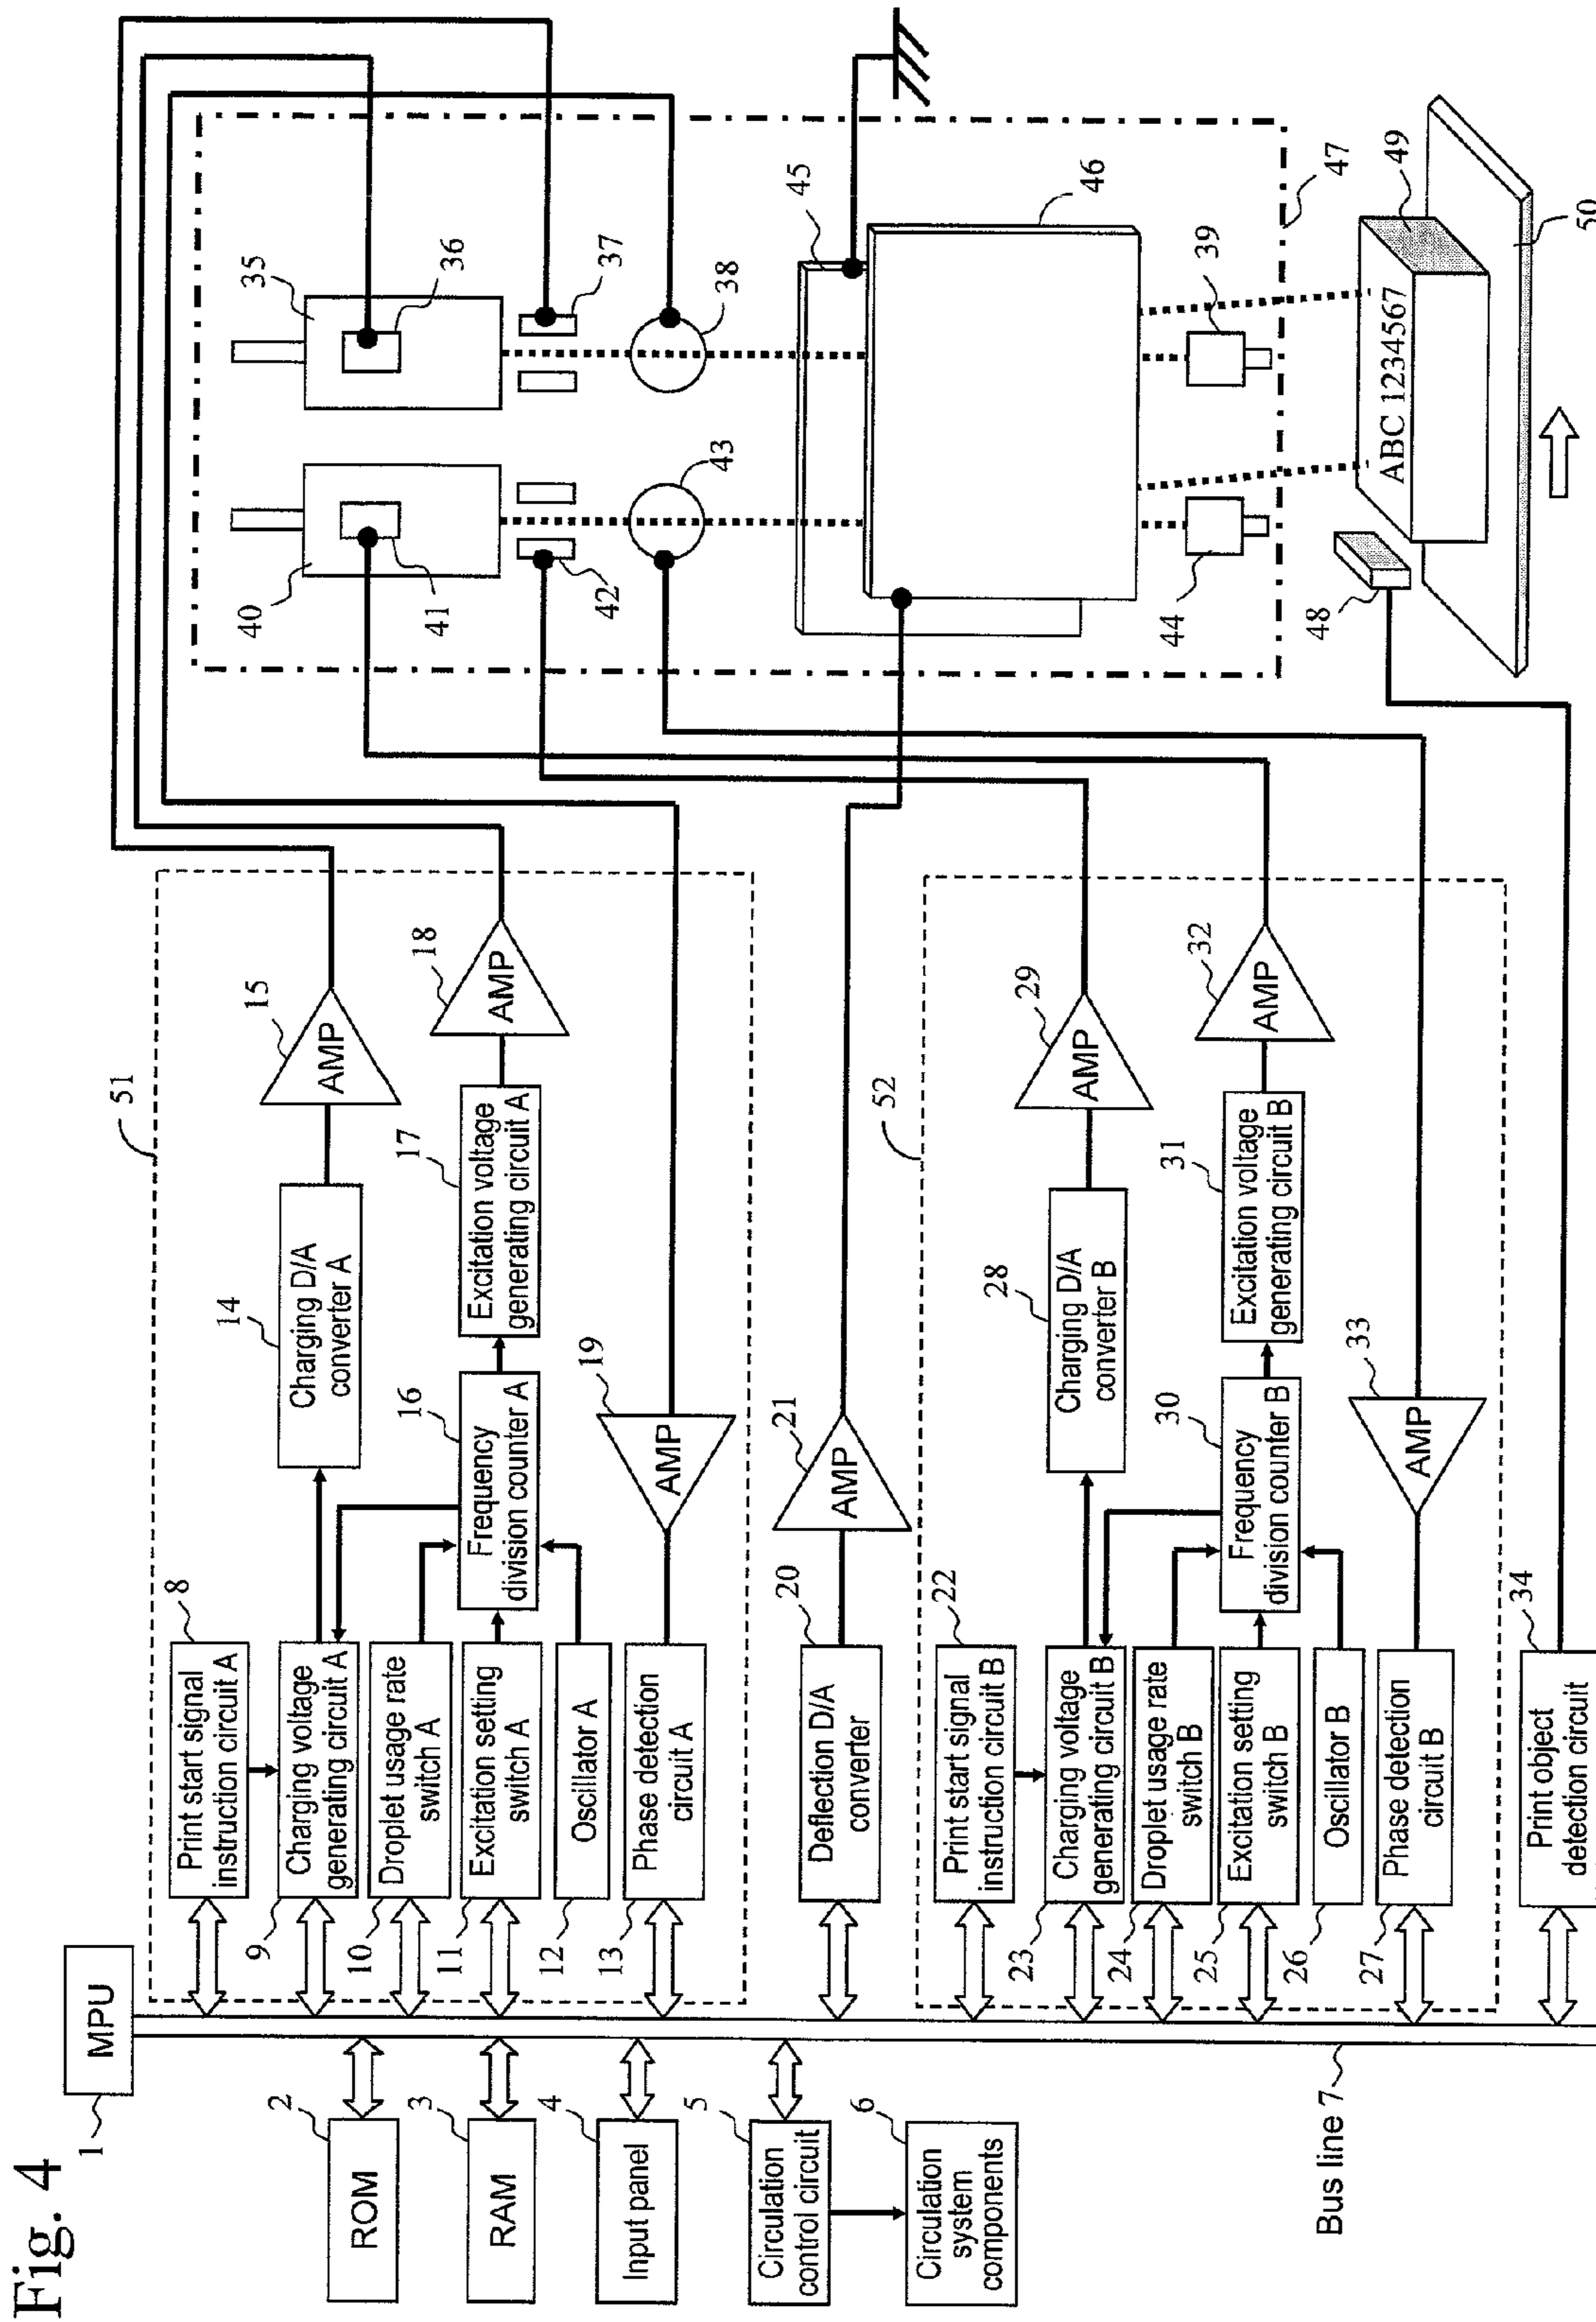 Fig. 4
1
MPU
2
ROM
3
RAM
4
Input panel
5
Circulation
control circuit
6
Circulation
system
components
Bus line 7
51
8
Print start signal
instruction circuit A
9
Charging voltage
generating circuit A
10
Droplet usage rate
switch A
11
Excitation setting
switch A
12
Oscillator A
13
Phase detection
circuit A
14
Charging D/A
converter A
15
AMP
16
Frequency
division counter A
17
Excitation voltage
generating circuit A
18
AMP
19
AMP
20
Deflection D/A
converter
21
AMP
52
22
Print start signal
instruction circuit B
23
Charging voltage
generating circuit B
24
Droplet usage rate
switch B
25
Excitation setting
switch B
26
Oscillator B
27
Phase detection
circuit B
28
Charging D/A
converter B
29
AMP
30
Frequency
division counter B
31
Excitation voltage
generating circuit B
32
AMP
33
AMP
34
Print object
detection circuit
35
36
37
38
39
40
41
42
43
44
45
46
47
48
49
ABC 1234567
50